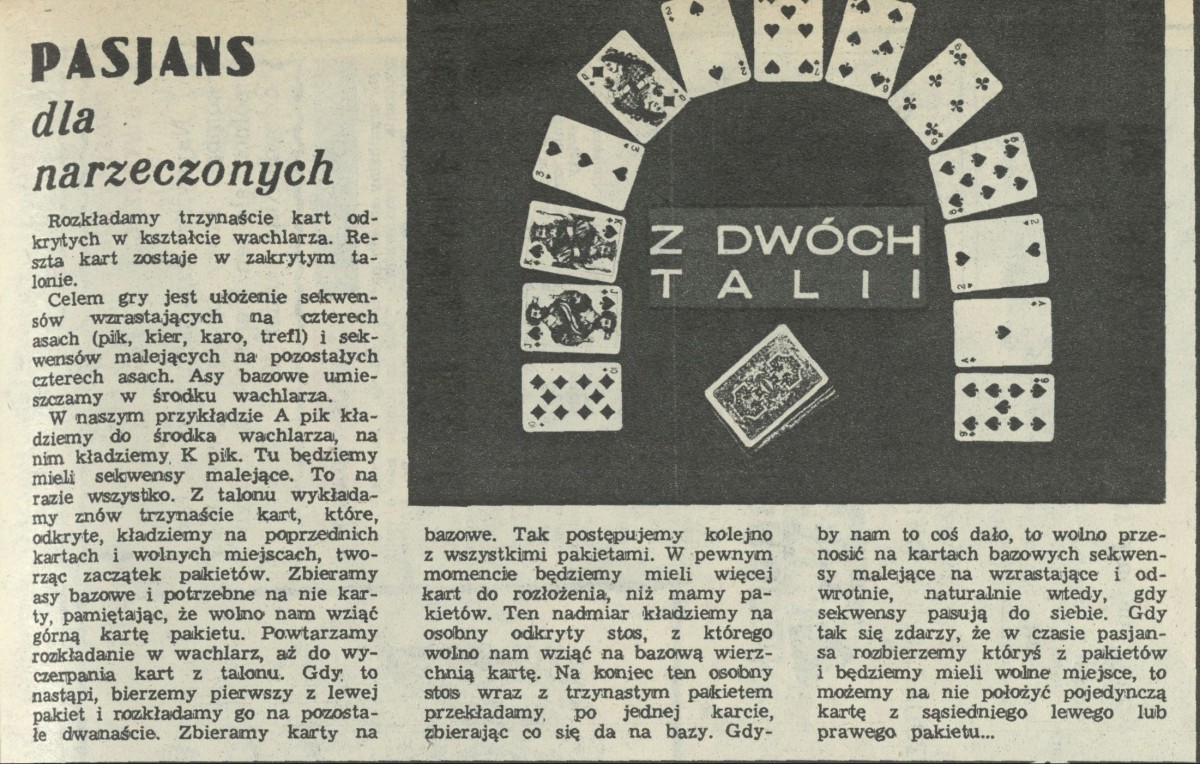 PASJANS
dla
narzeczonych
Rozkładamy trzynaście kart od-
krytych w kształcie wachlarza. Re-
szta kart zostaje w zakrytym ta-
lonie.
Celem gry jest ułożenie sekwen-
sów wzrastających na czterech
asach (pik, kier, karo, trefl) i sek-
wensów malejących na pozostałych
czterech asach. Asy bazowe umie-
szczamy w środku wachlarza.
W naszym przykładzie A pik kła-
dziemy do środka wachlarza, na
nim kładziemy K pik. Tu będziemy
mieli sekwensy malejące. To na
razie wszystko. Z talonu wykłada-
my znów trzynaście kart, które,
odkryte, kładziemy na poprzednich
kartach i wolnych miejscach, two-
rząc zaczątek pakietów. Zbieramy
asy bazowe i potrzebne na nie kar-
ty, pamiętając, że wolno nam wziąć
górną kartę pakietu. Powtarzamy
rozkładanie w wachlarz, aż do wy-
czerpania kart z talonu. Gdy to
nastąpi, bierzemy pierwszy z lewej
pakiet i rozkładamy go na pozosta-
łe dwanaście. Zbieramy karty na
Z DWÓCH
TALII
bazowe. Tak postępujemy kolejno
z wszystkimi pakietami. W pewnym
momencie będziemy mieli więcej
kart do rozłożenia, niż mamy pa-
kietów. Ten nadmiar kładziemy na
osobny odkryty stos, z którego
wolno nam wziąć na bazową wierz-
chnią kartę. Na koniec ten osobny
stos wraz z trzynastym pakietem
przekładamy po jednej karcie,
zbierając co się da na bazy. Gdy-
by nam to coś dało, to wolno prze-
nosić na kartach bazowych sekwen-
sy malejące na wzrastające i od-
wrotnie, naturalnie wtedy, gdy
sekwensy pasują do siebie. Gdy
tak się zdarzy, że w czasie pasjan-
sa rozbierzemy któryś z pakietów
i będziemy mieli wolne miejsce, to
możemy na nie położyć pojedynczą
kartę z sąsiedniego lewego lub
prawego pakietu...